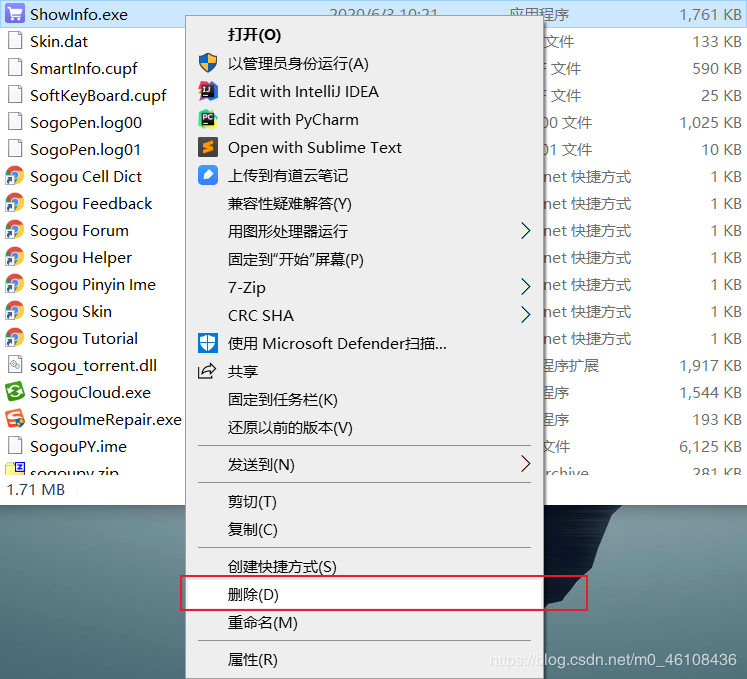 ShowInfo.exe 2020/6/3 10:21 应用程序 1,761 KB
Skin.dat 文件 133 KB
SmartInfo.cupf 文件 590 KB
SoftKeyBoard.cupf 文件 25 KB
SogoPen.log00 00 文件 1,025 KB
SogoPen.log01 01 文件 10 KB
Sogou Cell Dict net 快捷方式 1 KB
Sogou Feedback net 快捷方式 1 KB
Sogou Forum net 快捷方式 1 KB
Sogou Helper net 快捷方式 1 KB
Sogou Pinyin Ime net 快捷方式 1 KB
Sogou Skin net 快捷方式 1 KB
Sogou Tutorial net 快捷方式 1 KB
sogou_torrent.dll 程序扩展 1,917 KB
SogouCloud.exe 程序 1,544 KB
SogouImeRepair.exe 程序 193 KB
SogouPY.ime 文件 6,125 KB
sogoupy.zip rchive 281 KB
1.71 MB
打开(O)
以管理员身份运行(A)
Edit with IntelliJ IDEA
Edit with PyCharm
Open with Sublime Text
上传到有道云笔记
兼容性疑难解答(Y)
用图形处理器运行
固定到"开始"屏幕(P)
7-Zip
CRC SHA
使用 Microsoft Defender扫描...
共享
固定到任务栏(K)
还原以前的版本(V)
发送到(N)
剪切(T)
复制(C)
创建快捷方式(S)
删除(D)
重命名(M)
属性(R)
https://blog.csdn.net/m0_46108436